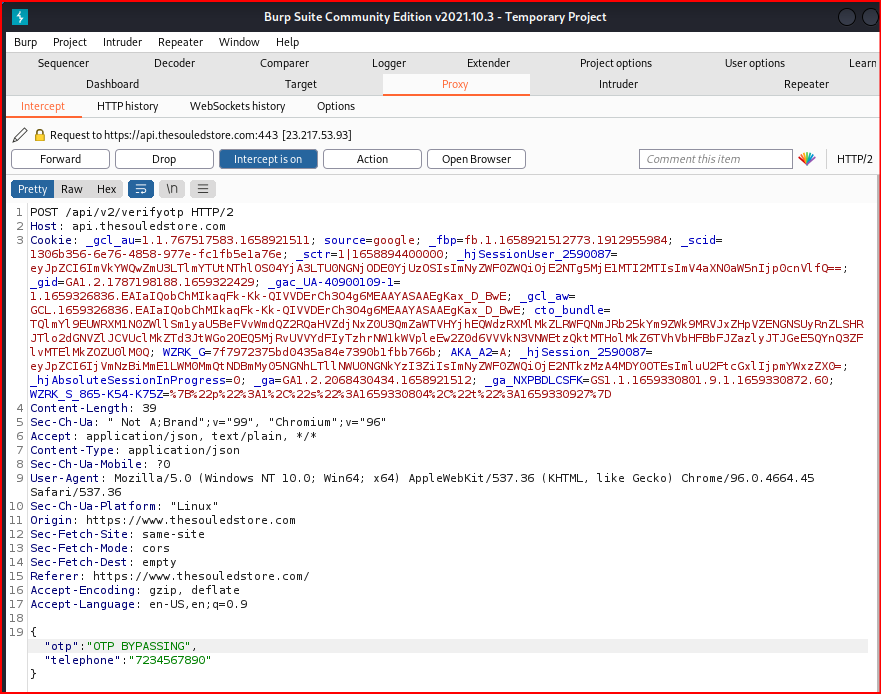 Burp Suite Community Edition v2021.10.3 - Temporary Project
Burp Project Intruder Repeater Window Help
Sequencer Decoder Comparer Logger Extender Project options User options Learn
Dashboard Target Proxy Intruder Repeater
Intercept HTTP history WebSockets history Options
Request to https://api.thesouledstore.com:443 [23.217.53.93]
Forward Drop Intercept is on Action Open Browser Comment this item HTTP/2
Pretty Raw Hex \n
1 POST /api/v2/verifyotp HTTP/2
2 Host: api.thesouledstore.com
3 Cookie: _gcl_au=1.1.767517583.1658921511; source=google; _fbp=fb.1.1658921512773.1912955984; _scid=
1306b356-6e76-4858-977e-fc1fb5e1a76e; _sctr=1|1658894400000; _hjSessionUser_2590087=
eyJpZCI6ImVkYWQwZmU3LTlmYTUtNThlOS04YjA3LTU0NGNjODE0YjUzOSIsImNyZWF0ZWQiOjE2NTg5MjE1MTI2MTIsImV4aXN0aW5nIjp0cnVlfQ==;
_gid=GA1.2.1787198188.1659322429; _gac_UA-40900109-1=
1.1659326836.EAIaIQobChMIkaqFk-Kk-QIVVDErCh3O4g6MEAAYASAAEgKax_D_BwE; _gcl_aw=
GCL.1659326836.EAIaIQobChMIkaqFk-Kk-QIVVDErCh3O4g6MEAAYASAAEgKax_D_BwE; cto_bundle=
WZRK_G=7f7972375bd0435a84e7390b1fbb766b; AKA_A2=A; _hjSession_2590087=
_hjAbsoluteSessionInProgress=0; _ga=GA1.2.2068430434.1658921512; _ga_NXPBDLCSFK=GS1.1.1659330801.9.1.1659330872.60;
WZRK_S_865-K54-K75Z=%7B%22p%22%3A1%2C%22s%22%3A1659330804%2C%22t%22%3A1659330927%7D
4 Content-Length: 39
5 Sec-Ch-Ua: " Not A;Brand";v="99", "Chromium";v="96"
6 Accept: application/json, text/plain, */*
7 Content-Type: application/json
8 Sec-Ch-Ua-Mobile: ?0
9 User-Agent: Mozilla/5.0 (Windows NT 10.0; Win64; x64) AppleWebKit/537.36 (KHTML, like Gecko) Chrome/96.0.4664.45
Safari/537.36
10 Sec-Ch-Ua-Platform: "Linux"
11 Origin: https://www.thesouledstore.com
12 Sec-Fetch-Site: same-site
13 Sec-Fetch-Mode: cors
14 Sec-Fetch-Dest: empty
15 Referer: https://www.thesouledstore.com/
16 Accept-Encoding: gzip, deflate
17 Accept-Language: en-US,en;q=0.9
18
19 {
"otp":"OTP BYPASSING",
"telephone":"7234567890"
}